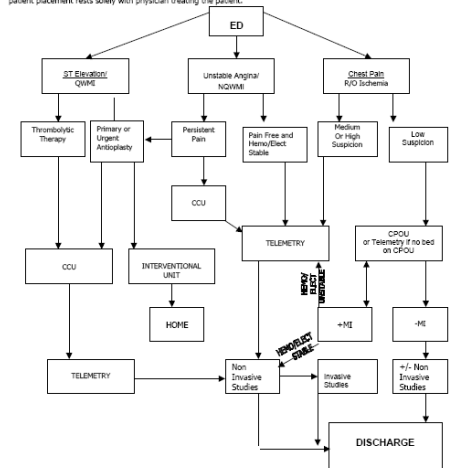 patient placement rests solely with physician treating the patient.
ED
ST Elevation/
QWMI
Unstable Angina/
NQWMI
Chest Pain
R/O Ischemia
Thrombolytic
Therapy
Primary or
Urgent
Antioplasty
Persistent
Pain
Pain Free and
Hemo/Elect
Stable
Medium
Or High
Suspicion
Low
Suspicion
CCU
TELEMETRY
CPOU
or Telemetry if no bed
on CPOU
CCU
INTERVENTIONAL
UNIT
HEMO/
ELECT
UNSTABLE
HOME
+MI
-MI
HEMO/ELECT
STABLE
TELEMETRY
Non
Invasive
Studies
Invasive
Studies
+/- Non
Invasive
Studies
DISCHARGE